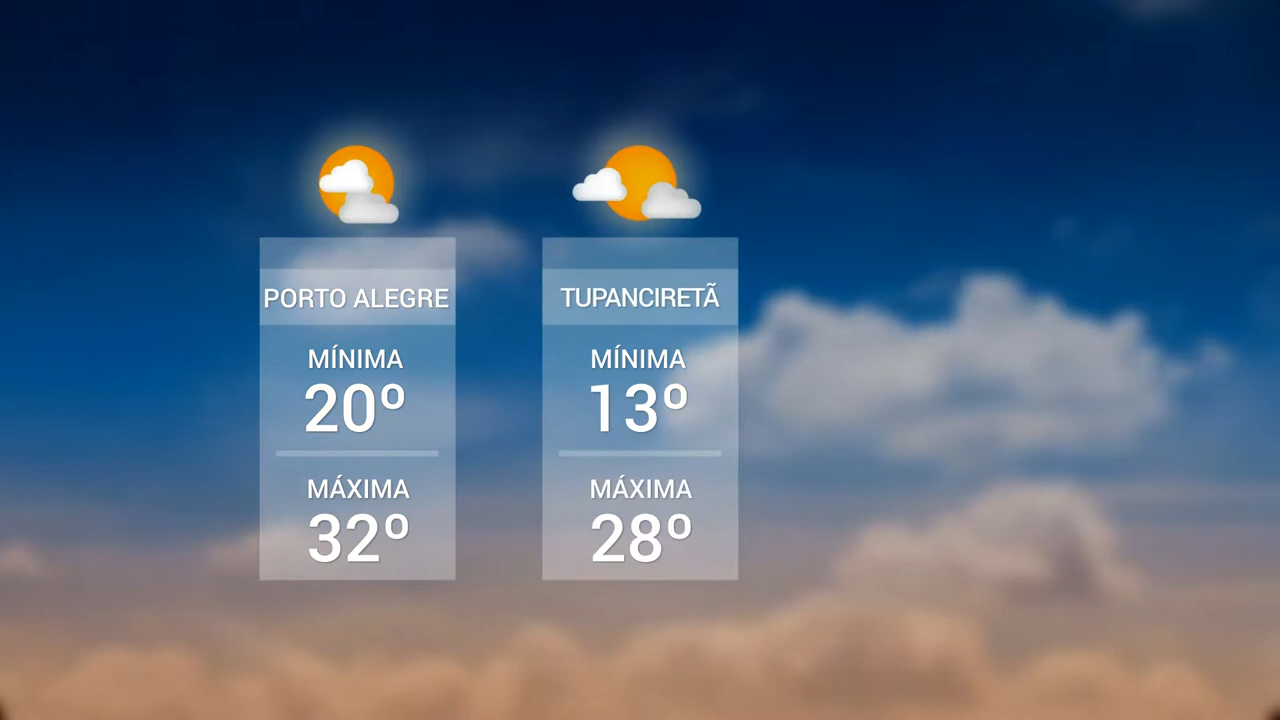 PORTO ALEGRE
MÍNIMA
20º
MÁXIMA
32º
TUPANCIRETÃ
MÍNIMA
13º
MÁXIMA
28º